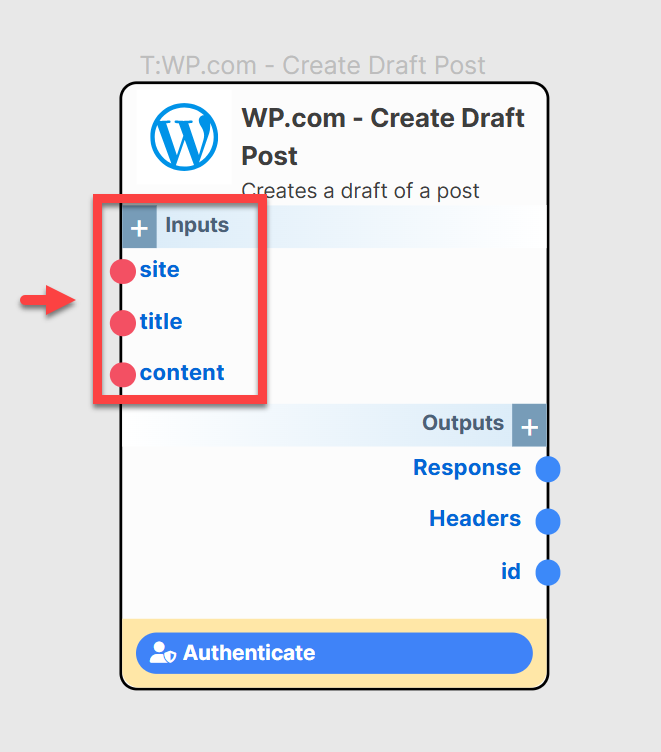 T:WP.com - Create Draft Post
WP.com - Create Draft
Post
Creates a draft of a post
+ Inputs
site
title
content
Outputs +
Response
Headers
id
Authenticate